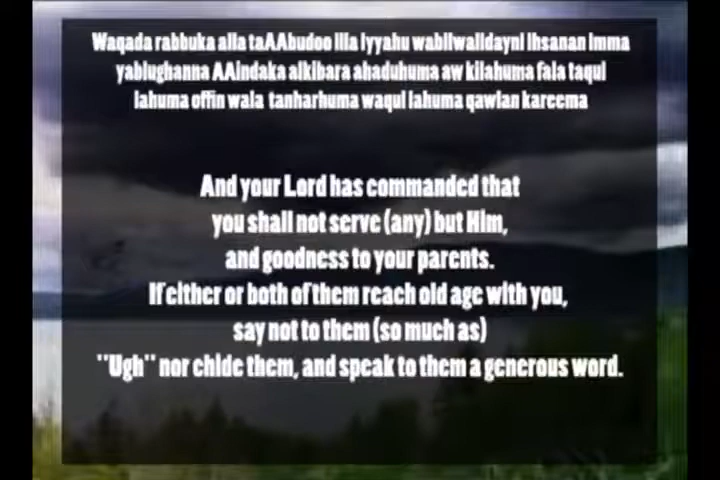 Waqada rabbuka alla taAAbudoo illa iyyahu wabilwalidayni ihsanan imma
yablughanna AAindaka alkibara ahaduhuma aw kilahuma fala taqul
lahuma offin wala tanharhuma waqul lahuma qawlan kareema
And your Lord has commanded that
you shall not serve (any) but Him,
and goodness to your parents.
If either or both of them reach old age with you,
say not to them (so much as)
"Ugh" nor chide them, and speak to them a generous word.